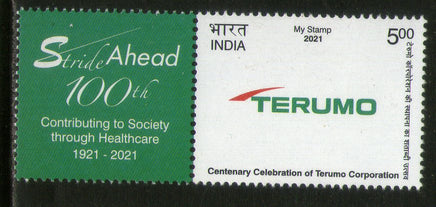 Stride Ahead
100th
Contributing to Society
through Healthcare
1921 - 2021
भारत
INDIA
My Stamp
2021
5.00
TERUMO
Centenary Celebration of Terumo Corporation